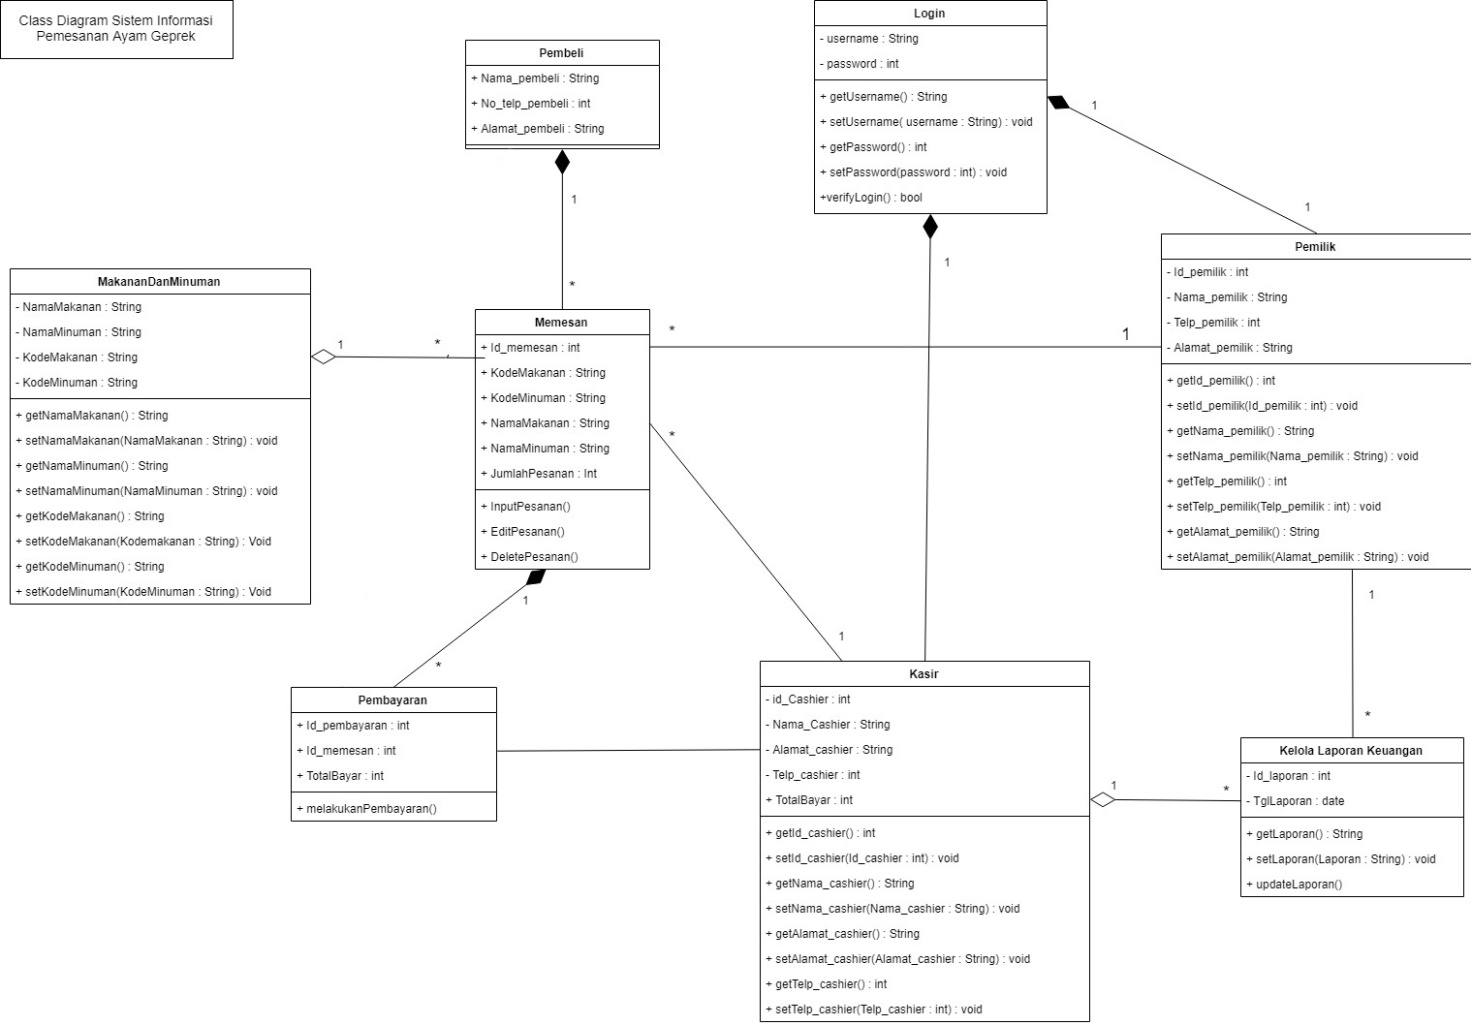 Class Diagram Sistem Informasi
Pemesanan Ayam Geprek
Pembeli
+ Nama_pembeli : String
+ No_telp_pembeli : int
+ Alamat_pembeli : String
1
*
Login
- username : String
- password : int
+ getUsername() : String
+ setUsername( username : String) : void
+ getPassword() : int
+ setPassword(password : int) : void
+verifyLogin() : bool
1
1
1
Pemilik
- Id_pemilik : int
- Nama_pemilik : String
- Telp_pemilik : int
- Alamat_pemilik : String
+ getId_pemilik() : int
+ setId_pemilik(Id_pemilik : int) : void
+ getNama_pemilik() : String
+ setNama_pemilik(Nama_pemilik : String) : void
+ getTelp_pemilik() : int
+ setTelp_pemilik(Telp_pemilik : int) : void
+ getAlamat_pemilik() : String
+ setAlamat_pemilik(Alamat_pemilik : String) : void
MakananDanMinuman
- NamaMakanan : String
- NamaMinuman : String
- KodeMakanan : String
- KodeMinuman : String
+ getNamaMakanan() : String
+ setNamaMakanan(NamaMakanan : String) : void
+ getNamaMinuman() : String
+ setNamaMinuman(NamaMinuman : String) : void
+ getKodeMakanan() : String
+ setKodeMakanan(Kodemakanan : String) : Void
+ getKodeMinuman() : String
+ setKodeMinuman(KodeMinuman : String) : Void
1
*
Memesan
+ Id_memesan : int
+ KodeMakanan : String
+ KodeMinuman : String
+ NamaMakanan : String
+ NamaMinuman : String
+ JumlahPesanan : Int
+ InputPesanan()
+ EditPesanan()
+ DeletePesanan()
*
1
*
1
1
*
Pembayaran
+ Id_pembayaran : int
+ Id_memesan : int
+ TotalBayar : int
+ melakukanPembayaran()
Kasir
- id_Cashier : int
- Nama_Cashier : String
- Alamat_cashier : String
- Telp_cashier : int
+ TotalBayar : int
+ getId_cashier() : int
+ setId_cashier(Id_cashier : int) : void
+ getNama_cashier() : String
+ setNama_cashier(Nama_cashier : String) : void
+ getAlamat_cashier() : String
+ setAlamat_cashier(Alamat_cashier : String) : void
+ getTelp_cashier() : int
+ setTelp_cashier(Telp_cashier : int) : void
1
*
1
*
Kelola Laporan Keuangan
- Id_laporan : int
- TglLaporan : date
+ getLaporan() : String
+ setLaporan(Laporan : String) : void
+ updateLaporan()